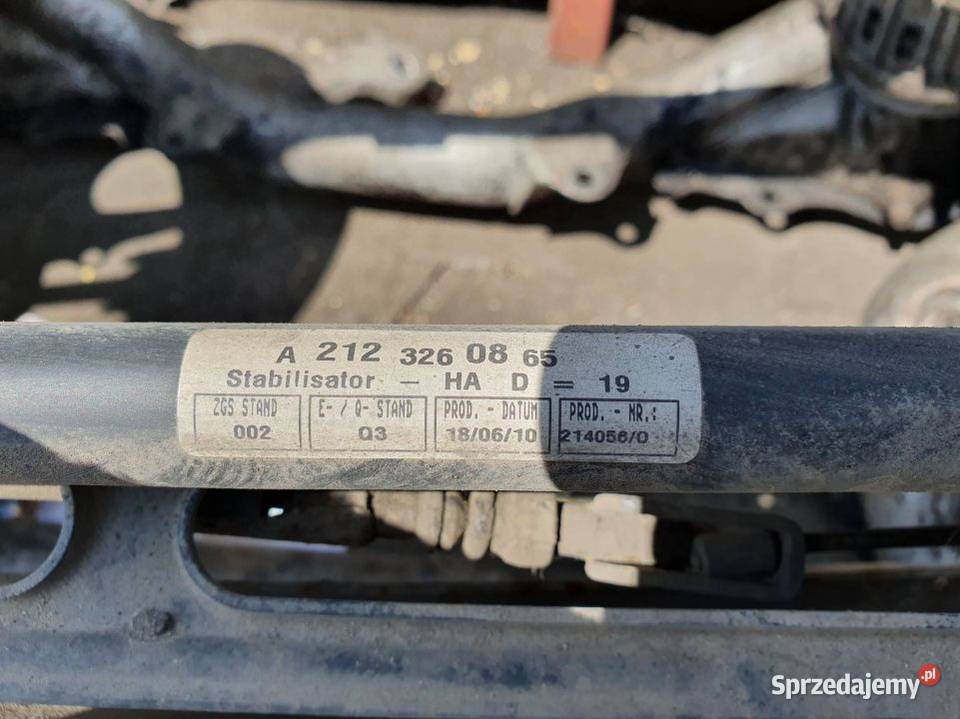 A 212 326 08 65
Stabilisator - HA D = 19
ZGS STAND E- / Q- STAND PROD. - DATUM PROD. - NR.:
002 Q3 18/06/10 214056/0
Sprzedajemy.pl